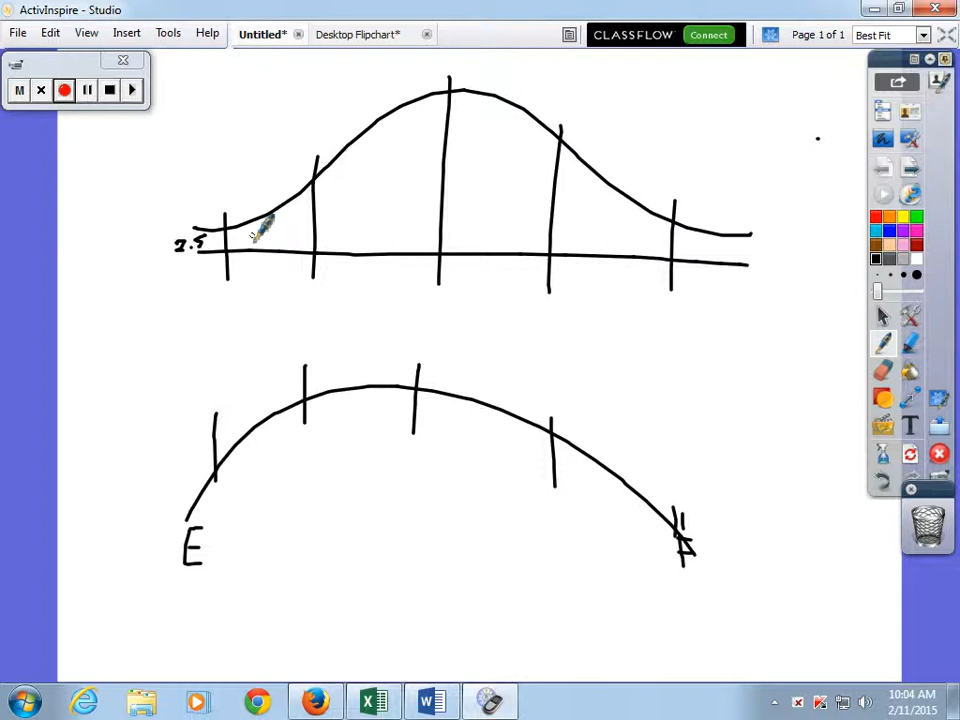 ActivInspire - Studio
File Edit View Insert Tools Help Untitled* Desktop Flipchart* CLASSFLOW Connect Page 1 of 1 Best Fit
M
2.5
E
F
T
10:04 AM
2/11/2015